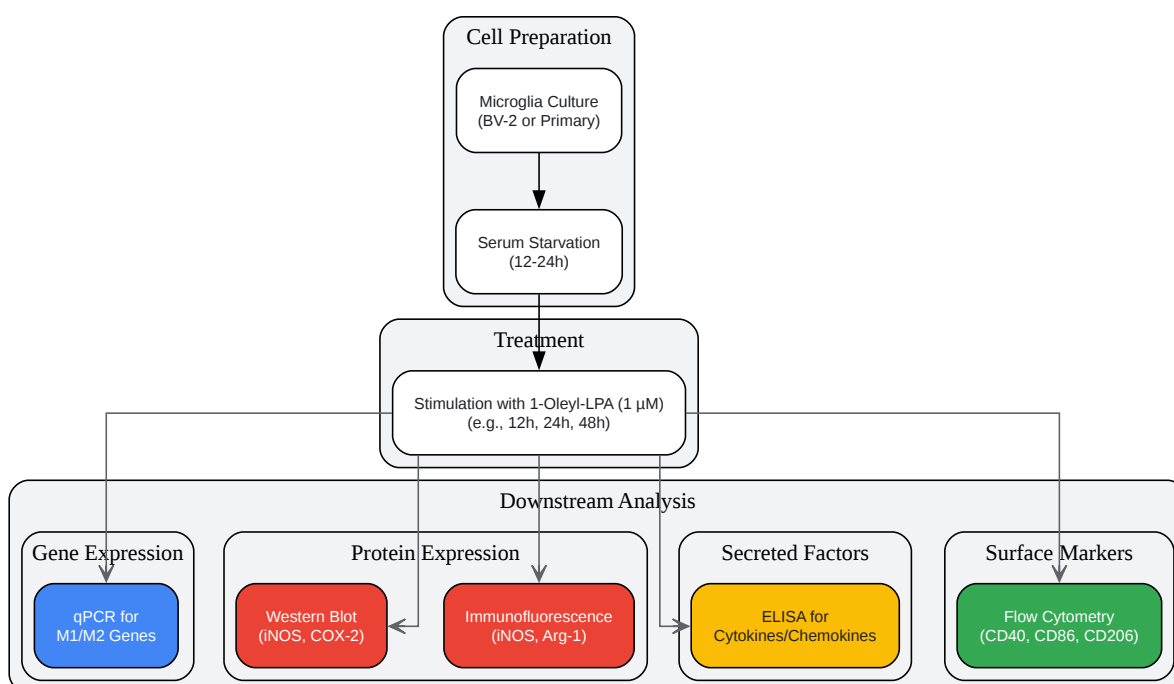 Cell Preparation
Microglia Culture
(BV-2 or Primary)
Serum Starvation
(12-24h)
Treatment
Stimulation with 1-Oleyl-LPA (1 µM)
(e.g., 12h, 24h, 48h)
Downstream Analysis
Gene Expression
qPCR for
M1/M2 Genes
Protein Expression
Western Blot
(iNOS, COX-2)
Immunofluorescence
(iNOS, Arg-1)
Secreted Factors
ELISA for
Cytokines/Chemokines
Surface Markers
Flow Cytometry
(CD40, CD86, CD206)